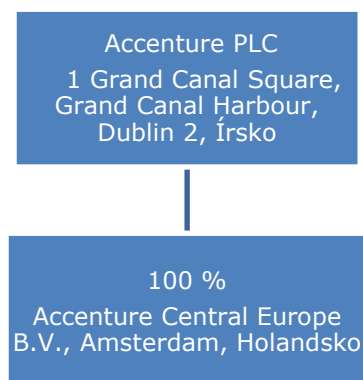 Accenture PLC
1 Grand Canal Square,
Grand Canal Harbour,
Dublin 2, Írsko
100 %
Accenture Central Europe
B.V., Amsterdam, Holandsko